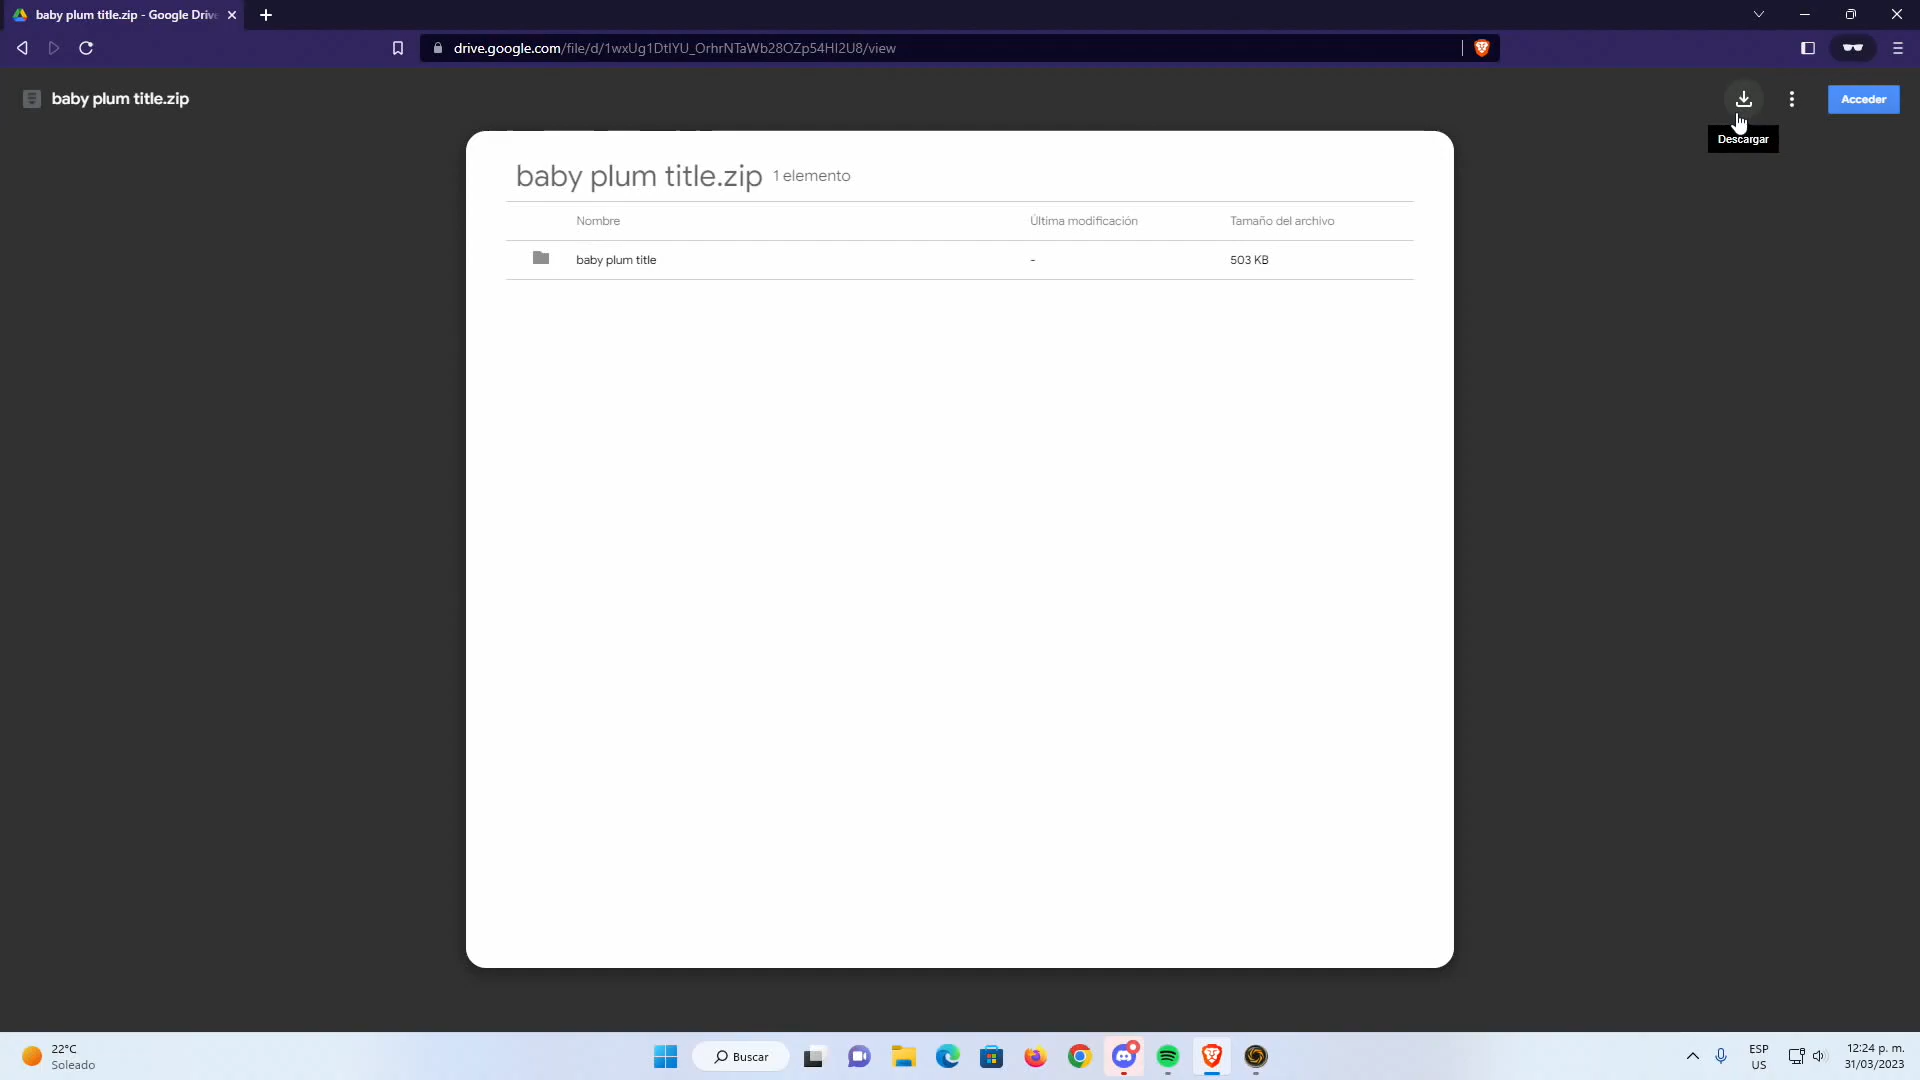 baby plum title.zip - Google Drive
drive.google.com/file/d/1wxUg1DtIYU_OrhrNTaWb28OZp54HI2U8/view
baby plum title.zip
Acceder
Descargar
baby plum title.zip 1 elemento
Nombre Última modificación Tamaño del archivo
baby plum title - 503 KB
22°C
Soleado
Buscar
ESP
US
12:24 p. m.
31/03/2023